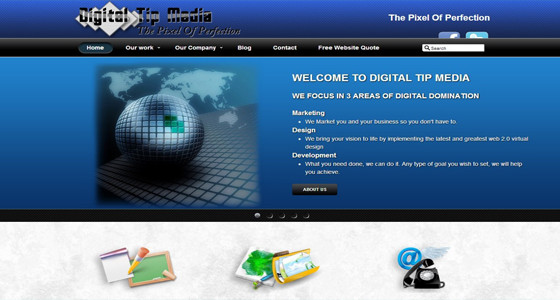 Digital Tip Media
The Pixel Of Perfection
The Pixel Of Perfection
Home Our work Our Company Blog Contact Free Website Quote Search
WELCOME TO DIGITAL TIP MEDIA
WE FOCUS IN 3 AREAS OF DIGITAL DOMINATION
Marketing
We Market you and your business so you don't have to.
Design
We bring your vision to life by implementing the latest and greatest web 2.0 virtual
design
Development
What you need done, we can do it. Any type of goal you wish to set, we will help
you achieve.
ABOUT US